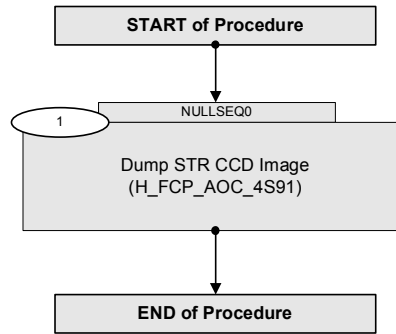 START of Procedure
NULLSEQ0
1
Dump STR CCD Image
(H_FCP_AOC_4S91)
END of Procedure